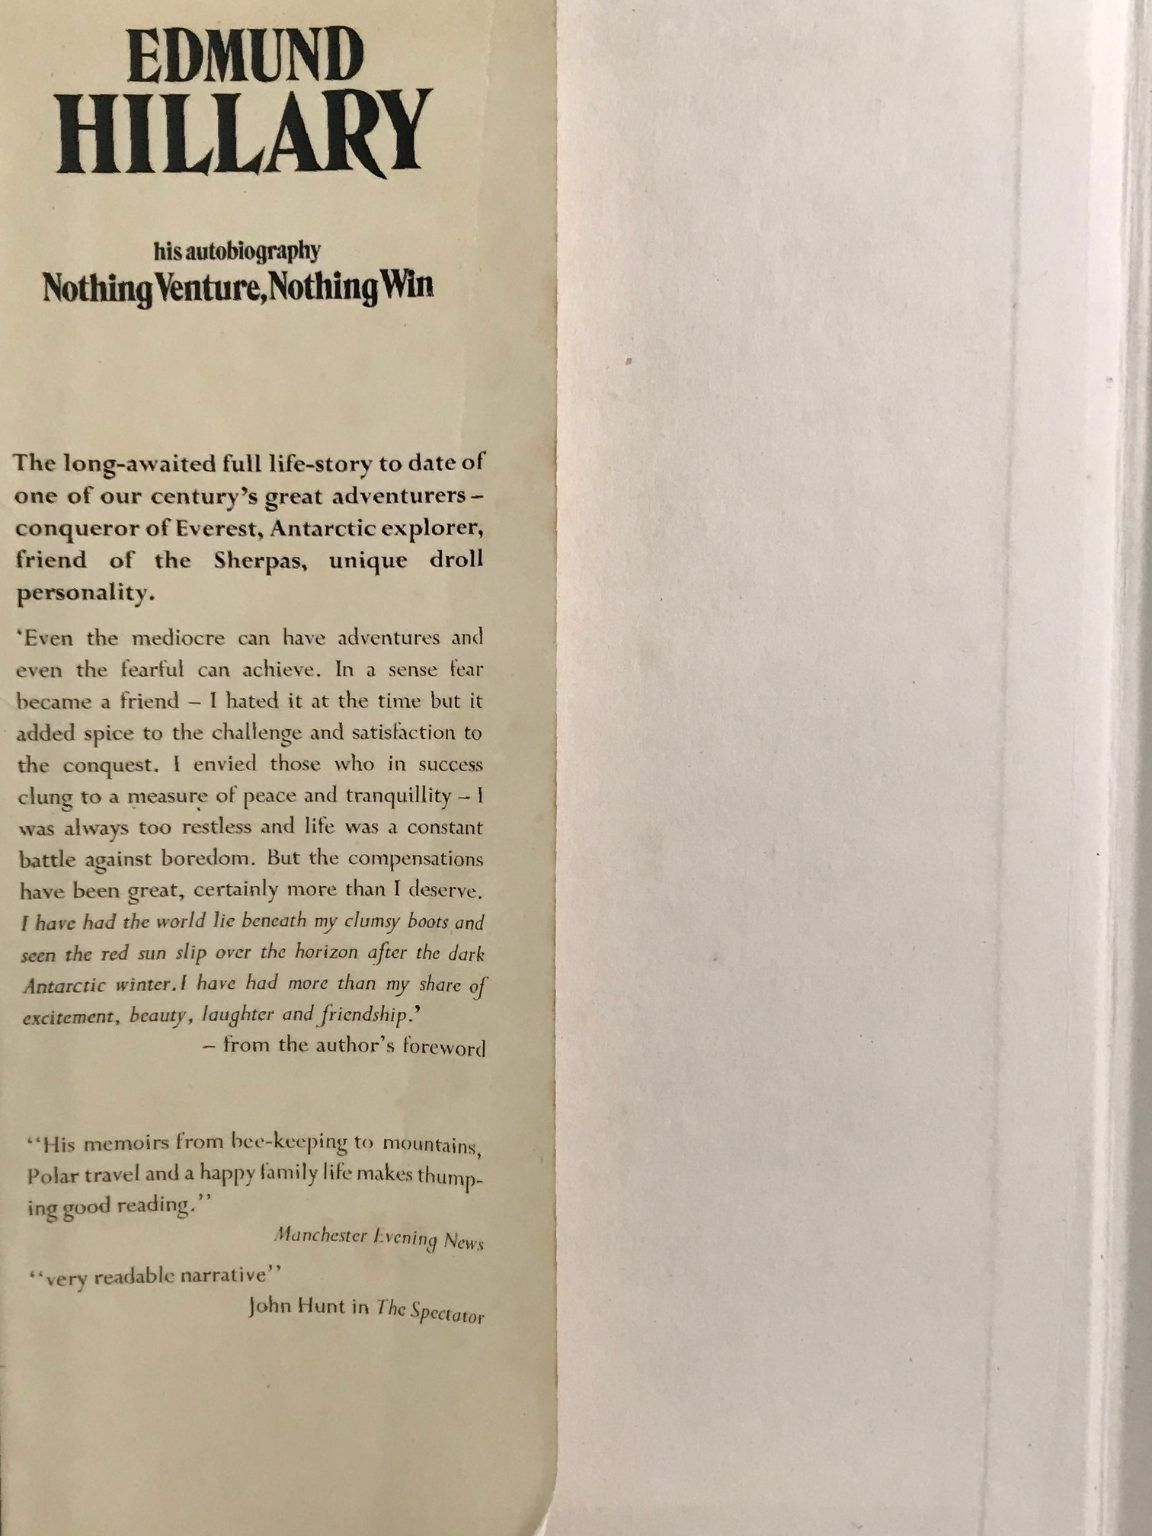 EDMUND
HILLARY
his autobiography
Nothing Venture, Nothing Win
The long-awaited full life-story to date of
one of our century's great adventurers –
conqueror of Everest, Antarctic explorer,
friend of the Sherpas, unique droll
personality.
'Even the mediocre can have adventures and
even the fearful can achieve. In a sense fear
became a friend – I hated it at the time but it
added spice to the challenge and satisfaction to
the conquest. I envied those who in success
clung to a measure of peace and tranquillity – I
was always too restless and life was a constant
battle against boredom. But the compensations
have been great, certainly more than I deserve.
I have had the world lie beneath my clumsy boots and
seen the red sun slip over the horizon after the dark
Antarctic winter. I have had more than my share of
excitement, beauty, laughter and friendship.'
– from the author's foreword
"His memoirs from bee-keeping to mountains,
Polar travel and a happy family life makes thump-
ing good reading."
Manchester Evening News
"very readable narrative"
John Hunt in The Spectator